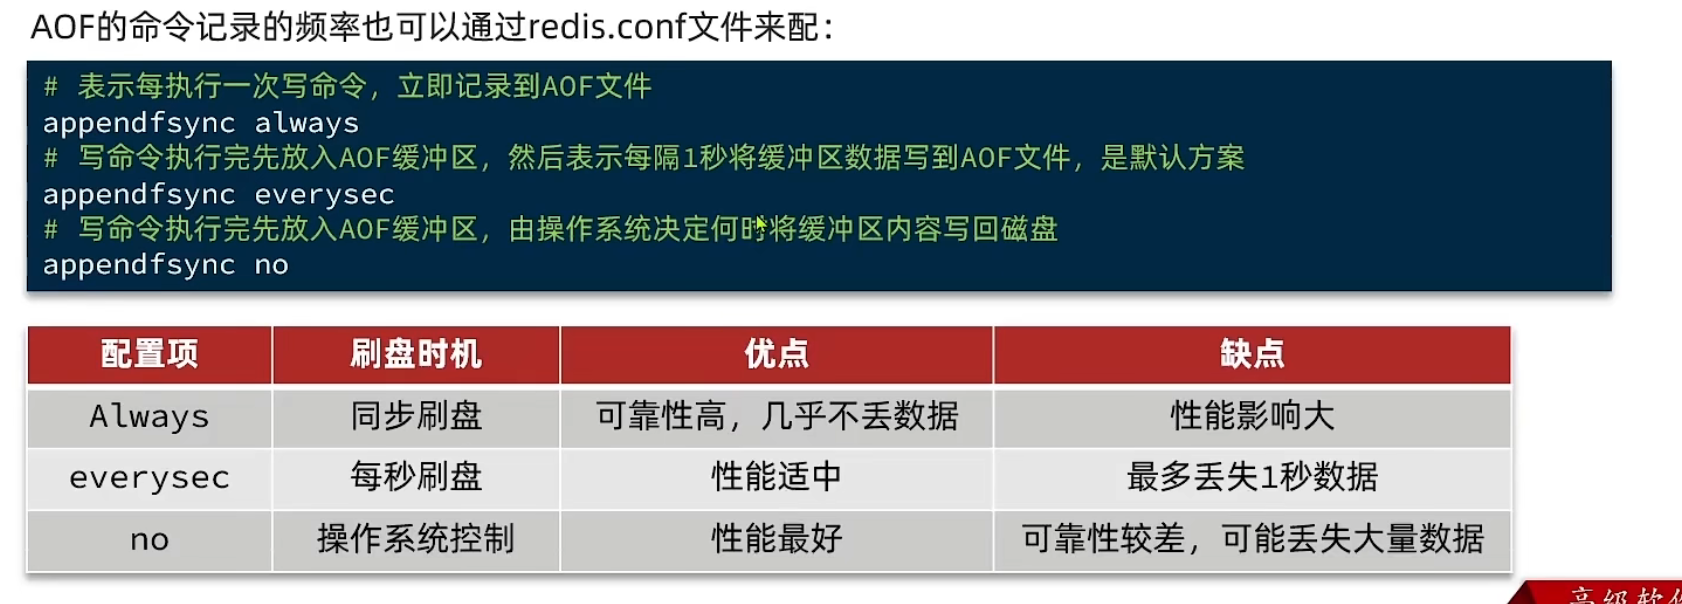 AOF的命令记录的频率也可以通过redis.conf文件来配：
# 表示每执行一次写命令，立即记录到AOF文件
appendfsync always
# 写命令执行完先放入AOF缓冲区，然后表示每隔1秒将缓冲区数据写到AOF文件，是默认方案
appendfsync everysec
# 写命令执行完先放入AOF缓冲区，由操作系统决定何时将缓冲区内容写回磁盘
appendfsync no
配置项 刷盘时机 优点 缺点
Always 同步刷盘 可靠性高，几乎不丢数据 性能影响大
everysec 每秒刷盘 性能适中 最多丢失1秒数据
no 操作系统控制 性能最好 可靠性较差，可能丢失大量数据
高级软